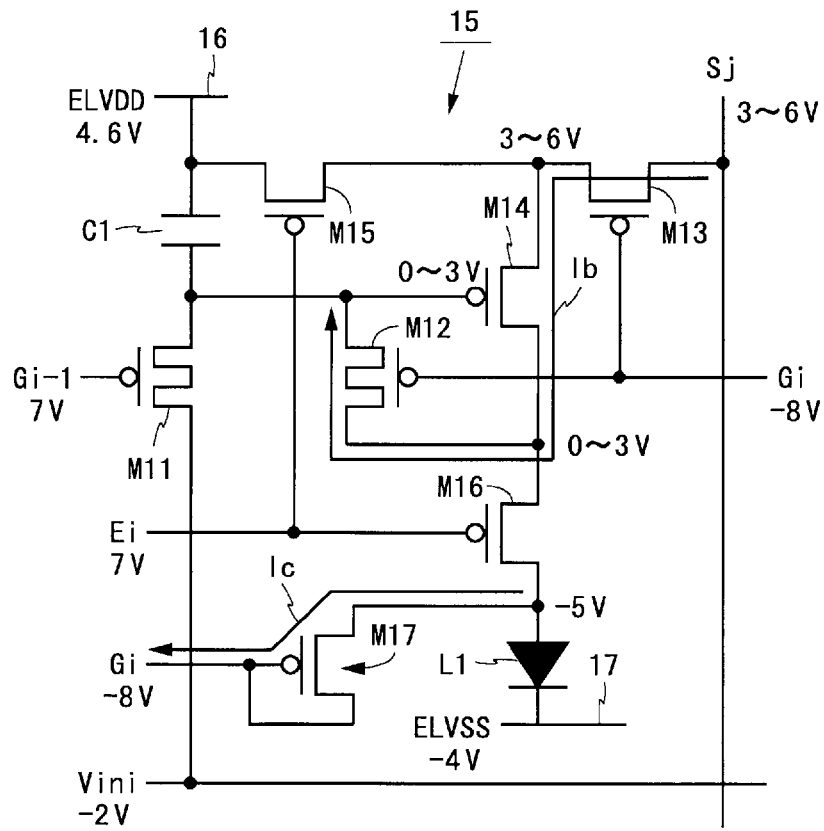 15
16
Sj
ELVDD
4.6V
3~6V
3~6V
C1
M15
M14
M13
0~3V
Ib
M12
Gi-1
7V
Gi
-8V
M11
0~3V
M16
Ei
7V
Ic
-5V
M17
Gi
-8V
L1
17
ELVSS
-4V
Vini
-2V